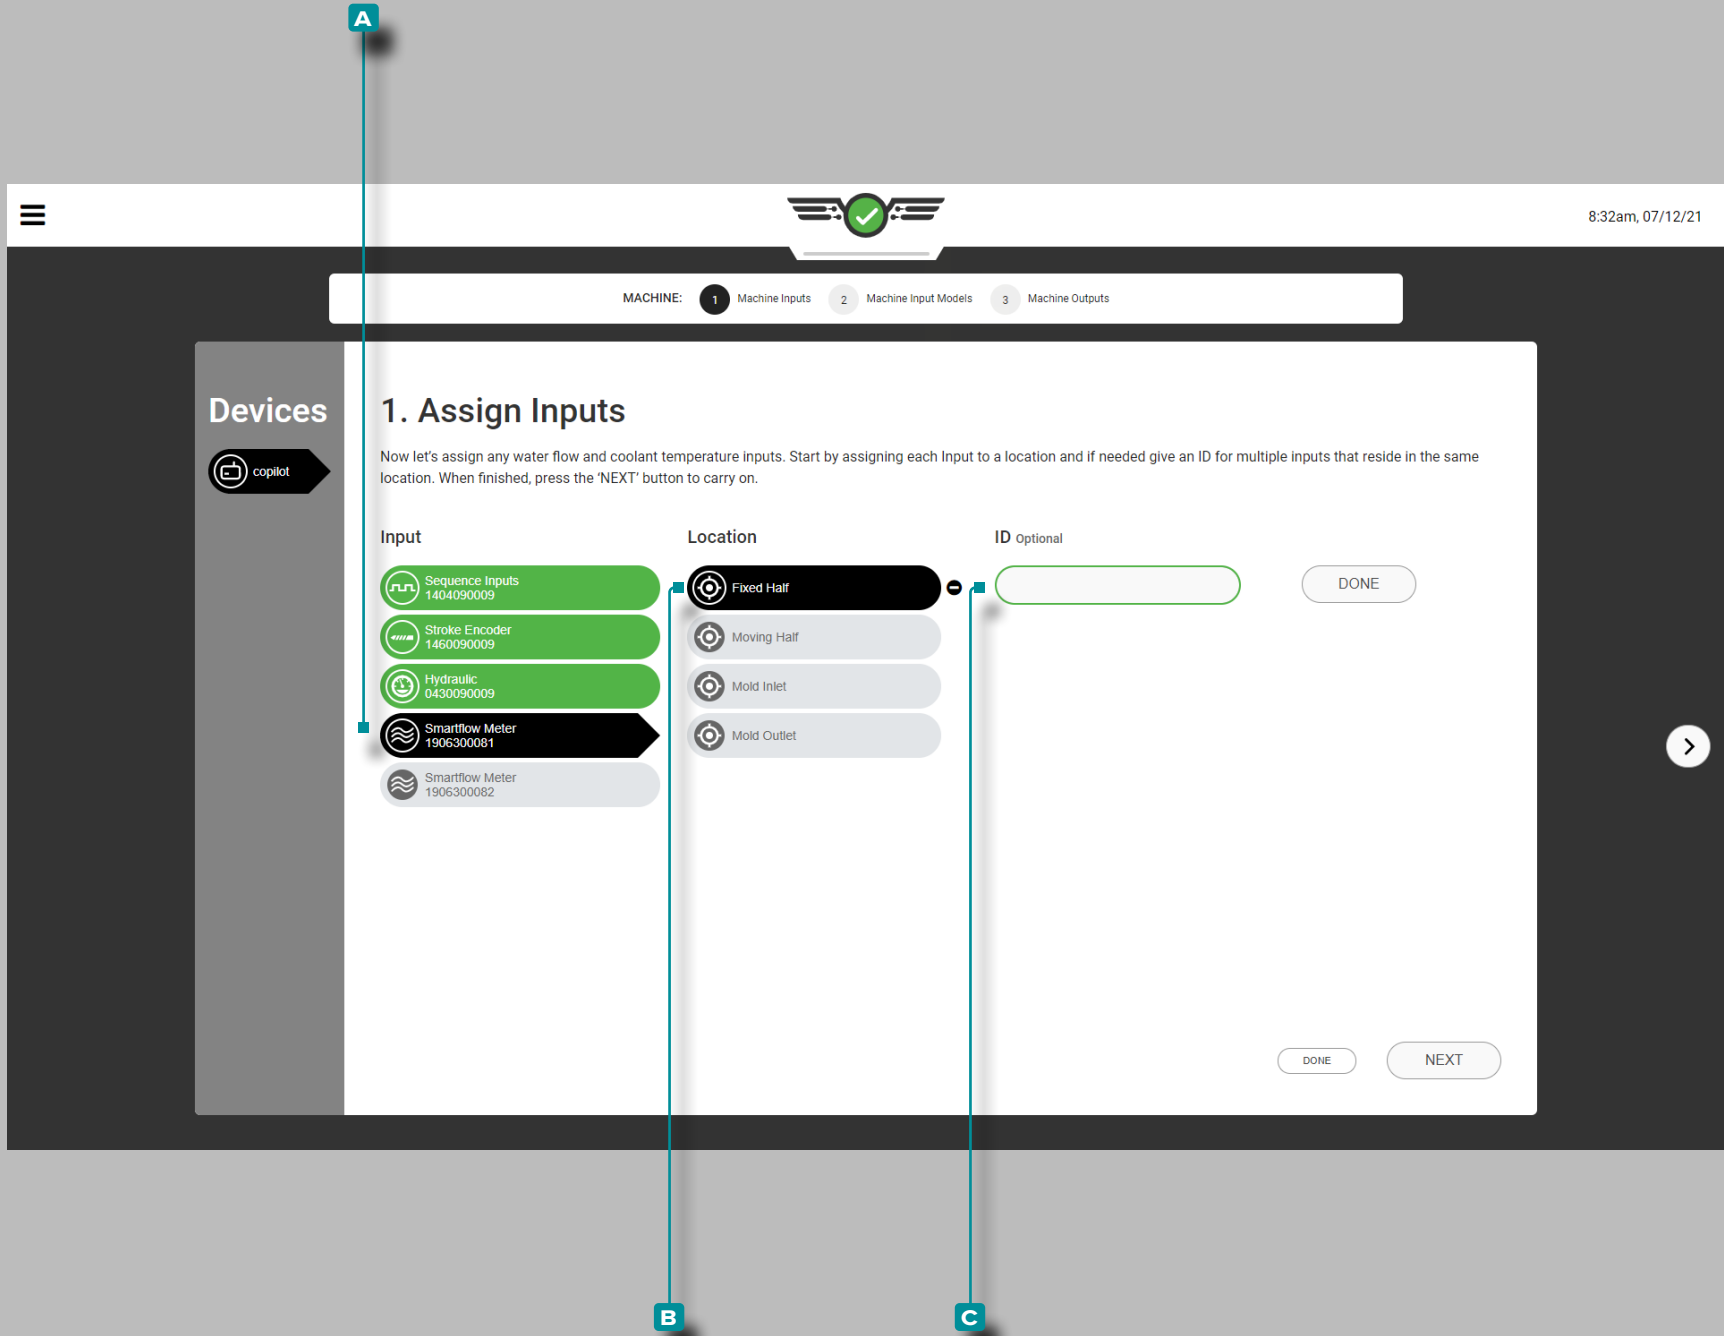 A
8:32am, 07/12/21
MACHINE: 1 Machine Inputs 2 Machine Input Models 3 Machine Outputs
Devices
copilot
1. Assign Inputs
Now let's assign any water flow and coolant temperature inputs. Start by assigning each Input to a location and if needed give an ID for multiple inputs that reside in the same
location. When finished, press the ‘NEXT’ button to carry on.
Input
Location
ID Optional
Sequence Inputs
1404090009
Stroke Encoder
1460090009
Hydraulic
0430090009
Smartflow Meter
1906300081
Smartflow Meter
1906300082
Fixed Half
Moving Half
Mold Inlet
Mold Outlet
DONE
DONE
NEXT
B
C